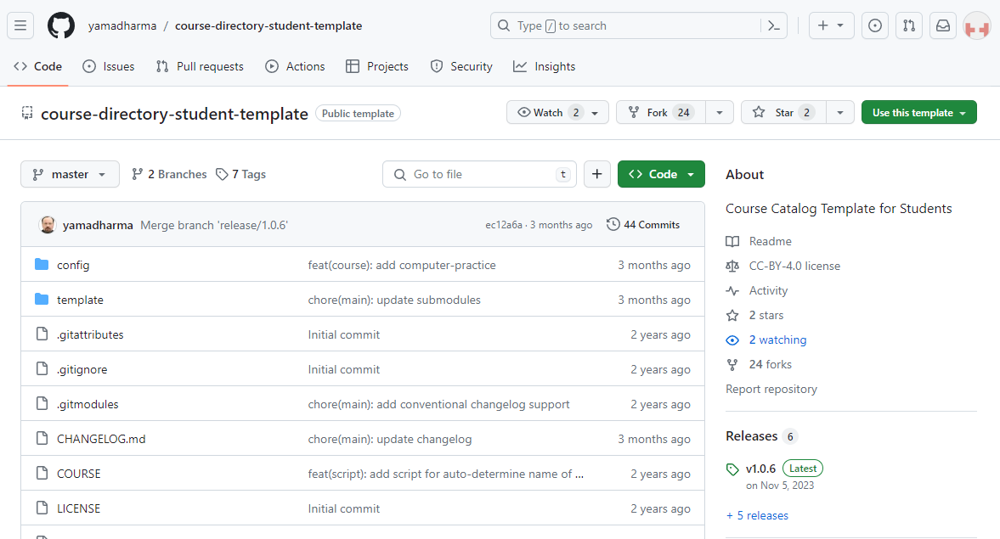 yamadharma / course-directory-student-template
Type / to search
Code Issues Pull requests Actions Projects Security Insights
course-directory-student-template Public template
Watch 2 Fork 24 Star 2 Use this template
master 2 Branches 7 Tags Go to file t + Code
yamadharma Merge branch 'release/1.0.6' ec12a6a · 3 months ago 44 Commits
config feat(course): add computer-practice 3 months ago
template chore(main): update submodules 3 months ago
.gitattributes Initial commit 2 years ago
.gitignore Initial commit 2 years ago
.gitmodules chore(main): add conventional changelog support 2 years ago
CHANGELOG.md chore(main): update changelog 3 months ago
COURSE feat(script): add script for auto-determine name of ... 2 years ago
LICENSE Initial commit 2 years ago
About
Course Catalog Template for Students
Readme
CC-BY-4.0 license
Activity
2 stars
2 watching
24 forks
Report repository
Releases 6
v1.0.6 Latest
on Nov 5, 2023
+ 5 releases